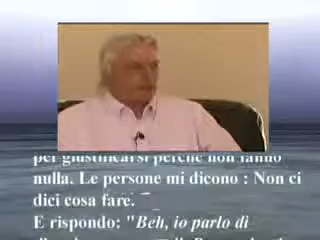 per giustificarsi perché non fanno
nulla. Le persone mi dicono : Non ci
dici cosa fare.
E rispondo: "Beh, io parlo di